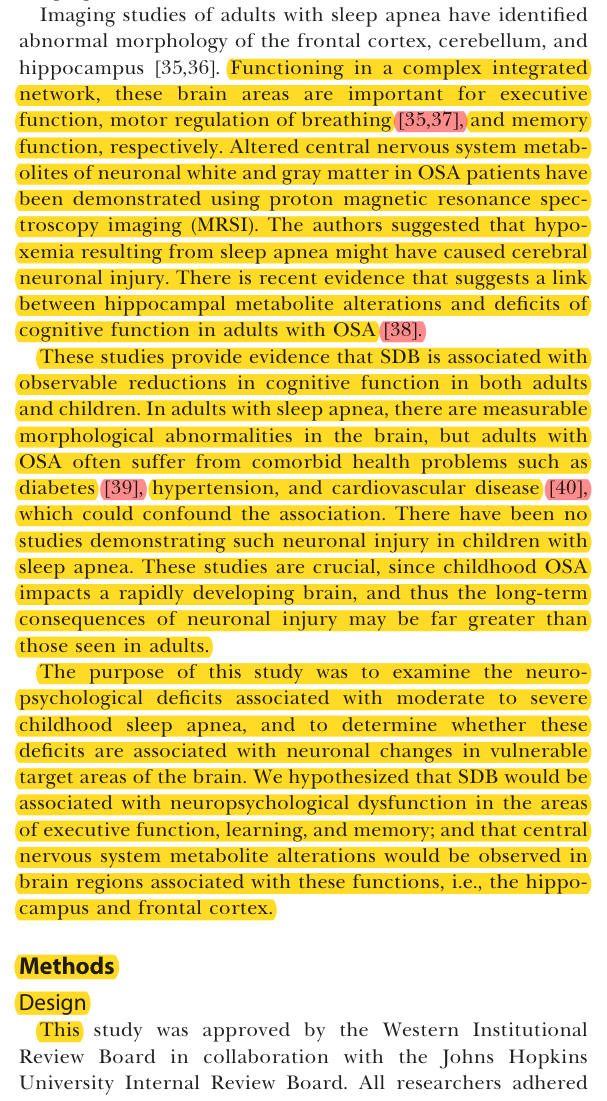 Imaging studies of adults with sleep apnea have identified
abnormal morphology of the frontal cortex, cerebellum, and
hippocampus [35,36]. Functioning in a complex integrated
network, these brain areas are important for executive
function, motor regulation of breathing [35,37], and memory
function, respectively. Altered central nervous system metab-
olites of neuronal white and gray matter in OSA patients have
been demonstrated using proton magnetic resonance spec-
troscopy imaging (MRSI). The authors suggested that hypo-
xemia resulting from sleep apnea might have caused cerebral
neuronal injury. There is recent evidence that suggests a link
between hippocampal metabolite alterations and deficits of
cognitive function in adults with OSA [38].
These studies provide evidence that SDB is associated with
observable reductions in cognitive function in both adults
and children. In adults with sleep apnea, there are measurable
morphological abnormalities in the brain, but adults with
OSA often suffer from comorbid health problems such as
diabetes [39], hypertension, and cardiovascular disease [40],
which could confound the association. There have been no
studies demonstrating such neuronal injury in children with
sleep apnea. These studies are crucial, since childhood OSA
impacts a rapidly developing brain, and thus the long-term
consequences of neuronal injury may be far greater than
those seen in adults.
The purpose of this study was to examine the neuro-
psychological deficits associated with moderate to severe
childhood sleep apnea, and to determine whether these
deficits are associated with neuronal changes in vulnerable
target areas of the brain. We hypothesized that SDB would be
associated with neuropsychological dysfunction in the areas
of executive function, learning, and memory; and that central
nervous system metabolite alterations would be observed in
brain regions associated with these functions, i.e., the hippo-
campus and frontal cortex.
Methods
Design
This study was approved by the Western Institutional
Review Board in collaboration with the Johns Hopkins
University Internal Review Board. All researchers adhered